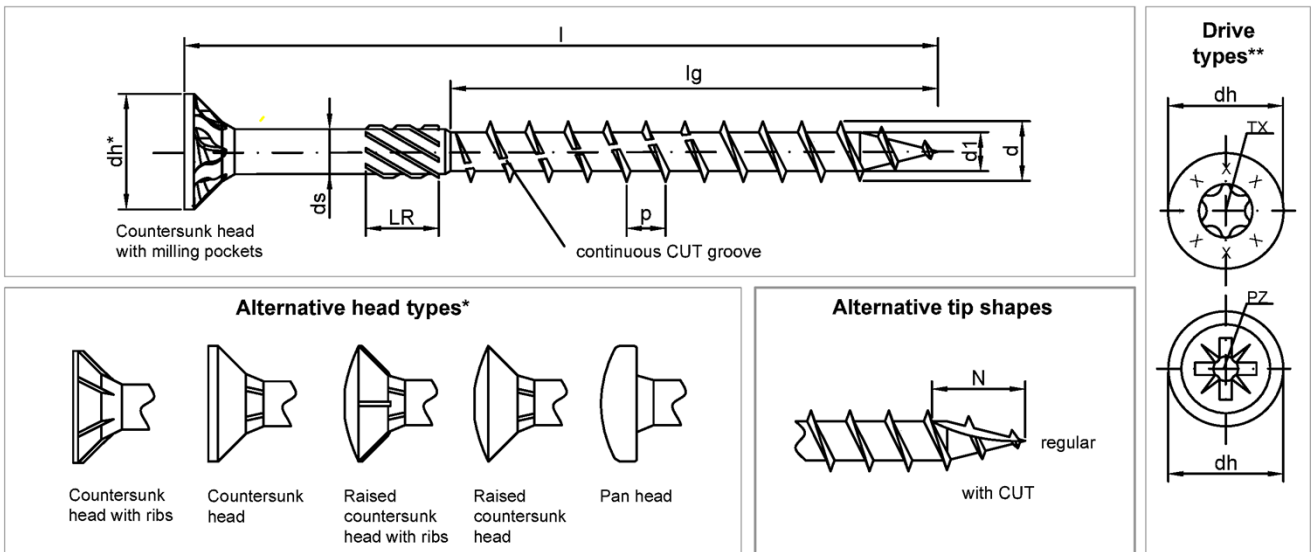 l
lg
dh*
ds
LR
p
d1
d
Countersunk head
with milling pockets
continuous CUT groove
Drive
types**
dh
TX
x
x x
x x
x
PZ
dh
Alternative head types*
Countersunk
head with ribs
Countersunk
head
Raised
countersunk
head with ribs
Raised
countersunk
head
Pan head
Alternative tip shapes
N
regular
with CUT